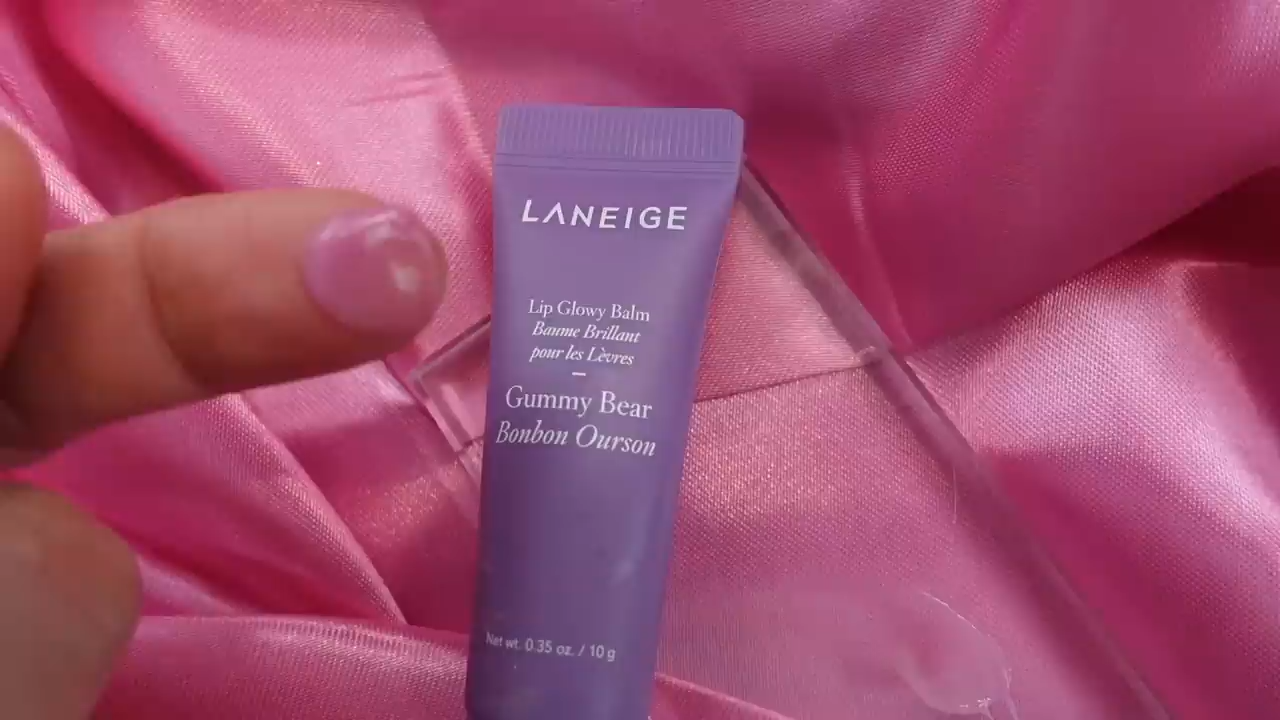 LANEIGE
Lip Glowy Balm
Baume Brillant
pour les Lèvres
Gummy Bear
Bonbon Ourson
Net wt. 0.35 oz. / 10 g